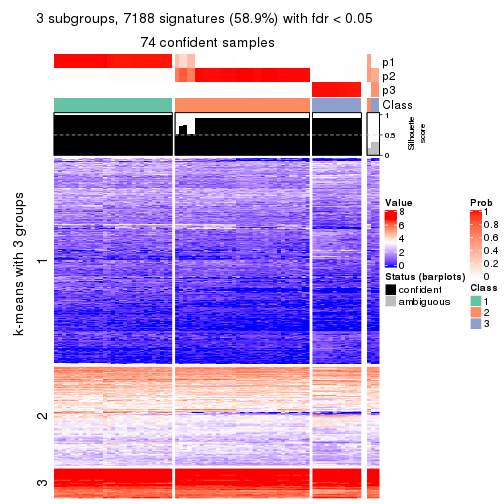 3 subgroups, 7188 signatures (58.9%) with fdr < 0.05
74 confident samples
p1
p2
p3
Class
1
0.5
0
Silhouette
score
k-means with 3 groups
1
2
3
Value
8
6
4
2
0
Status (barplots)
confident
ambiguous
Prob
1
0.8
0.6
0.4
0.2
0
Class
1
2
3